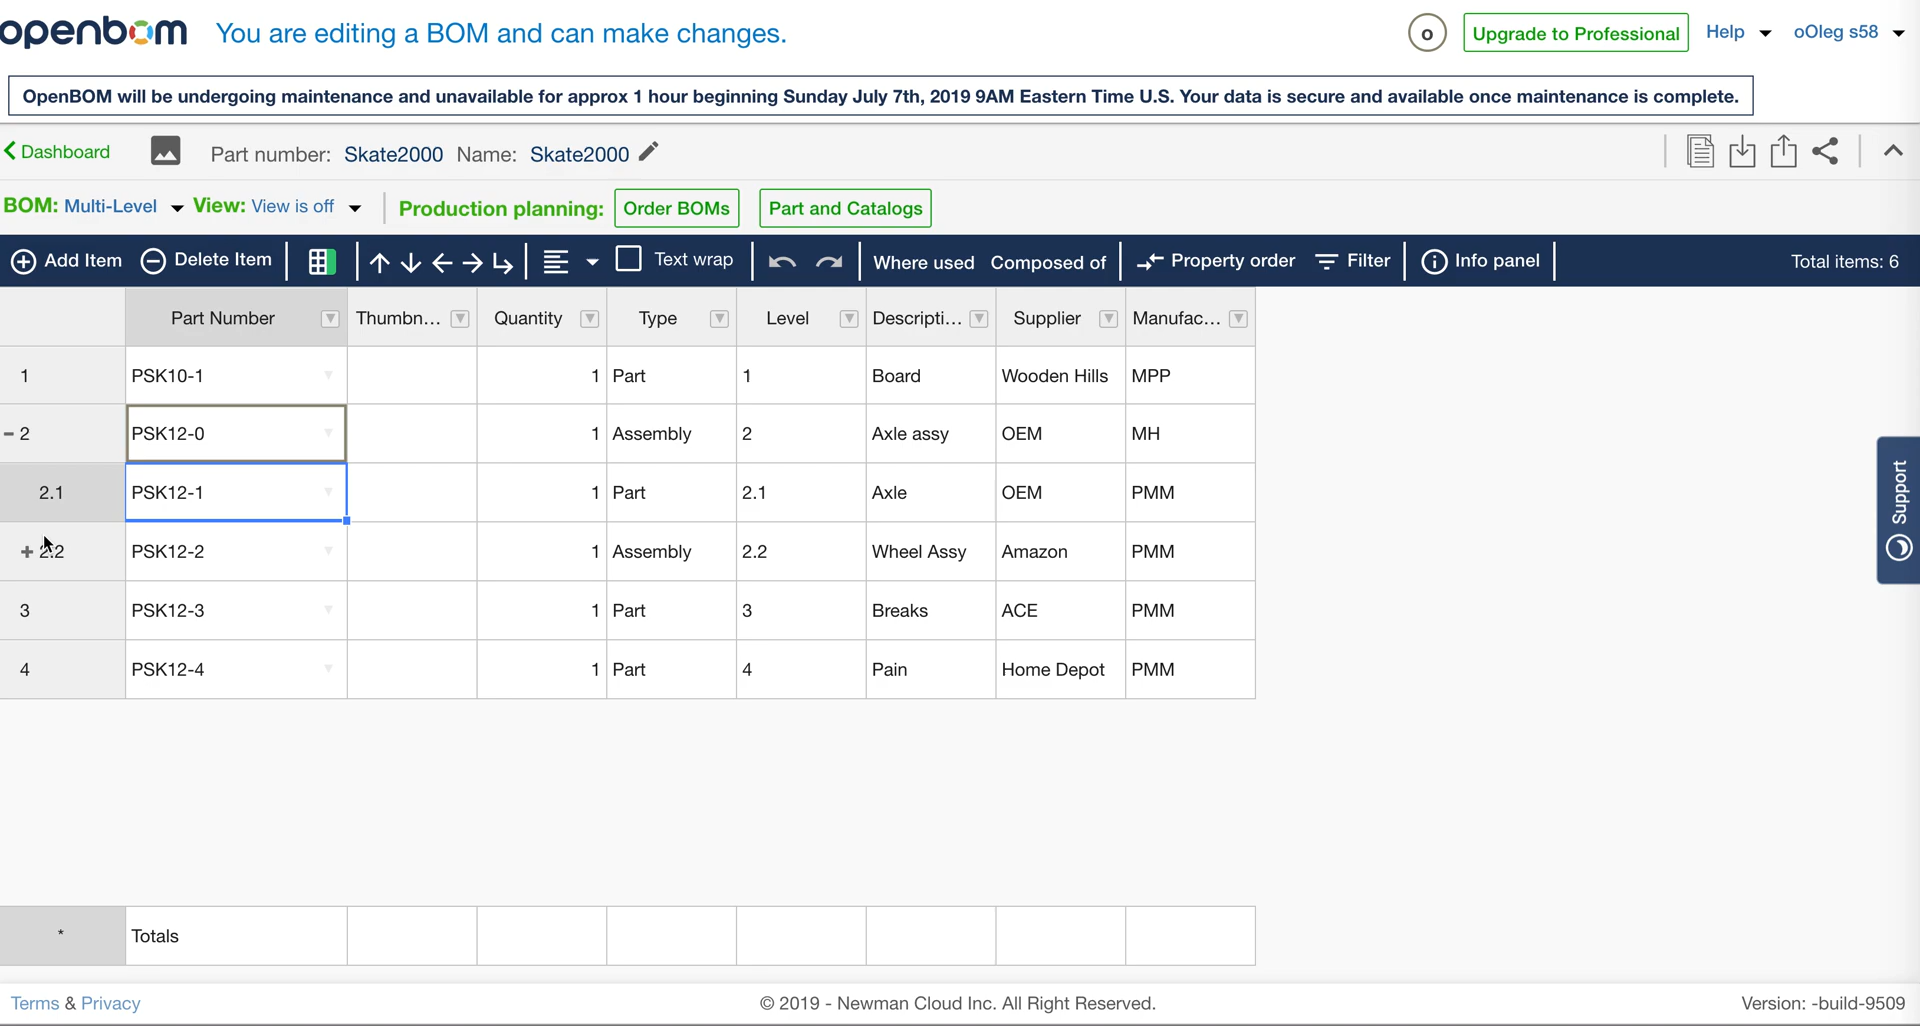 openbom You are editing a BOM and can make changes. o Upgrade to Professional Help oOleg s58
OpenBOM will be undergoing maintenance and unavailable for approx 1 hour beginning Sunday July 7th, 2019 9AM Eastern Time U.S. Your data is secure and available once maintenance is complete.
Dashboard Part number: Skate2000 Name: Skate2000
BOM: Multi-Level View: View is off Production planning: Order BOMs Part and Catalogs
Add Item Delete Item Text wrap Where used Composed of Property order Filter Info panel Total items: 6
Part Number Thumbn... Quantity Type Level Descripti... Supplier Manufac...
1 PSK10-1 1 Part 1 Board Wooden Hills MPP
2 PSK12-0 1 Assembly 2 Axle assy OEM MH
2.1 PSK12-1 1 Part 2.1 Axle OEM PMM
2.2 PSK12-2 1 Assembly 2.2 Wheel Assy Amazon PMM
3 PSK12-3 1 Part 3 Breaks ACE PMM
4 PSK12-4 1 Part 4 Pain Home Depot PMM
* Totals
Support
Terms & Privacy © 2019 - Newman Cloud Inc. All Right Reserved. Version: -build-9509